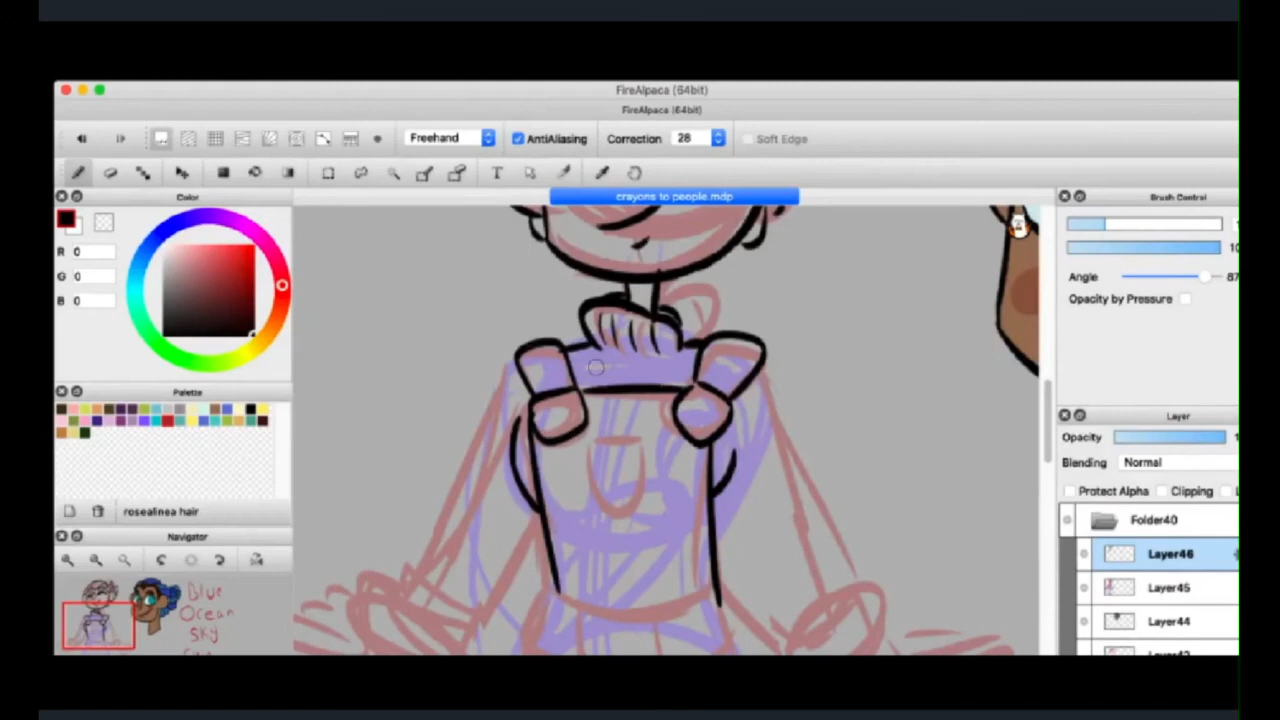 FireAlpaca (64bit)
FireAlpaca (64bit)
Freehand AntiAliasing Correction 28 Soft Edge
crayons to people.mdp
Color
R 0
G 0
B 0
Palette
rosealinea hair
Navigator
Blue
Ocean
Sky
Brush Control
10
Angle 87
Opacity by Pressure
Layer
Opacity
Blending Normal
Protect Alpha Clipping
Folder40
Layer46
Layer45
Layer44